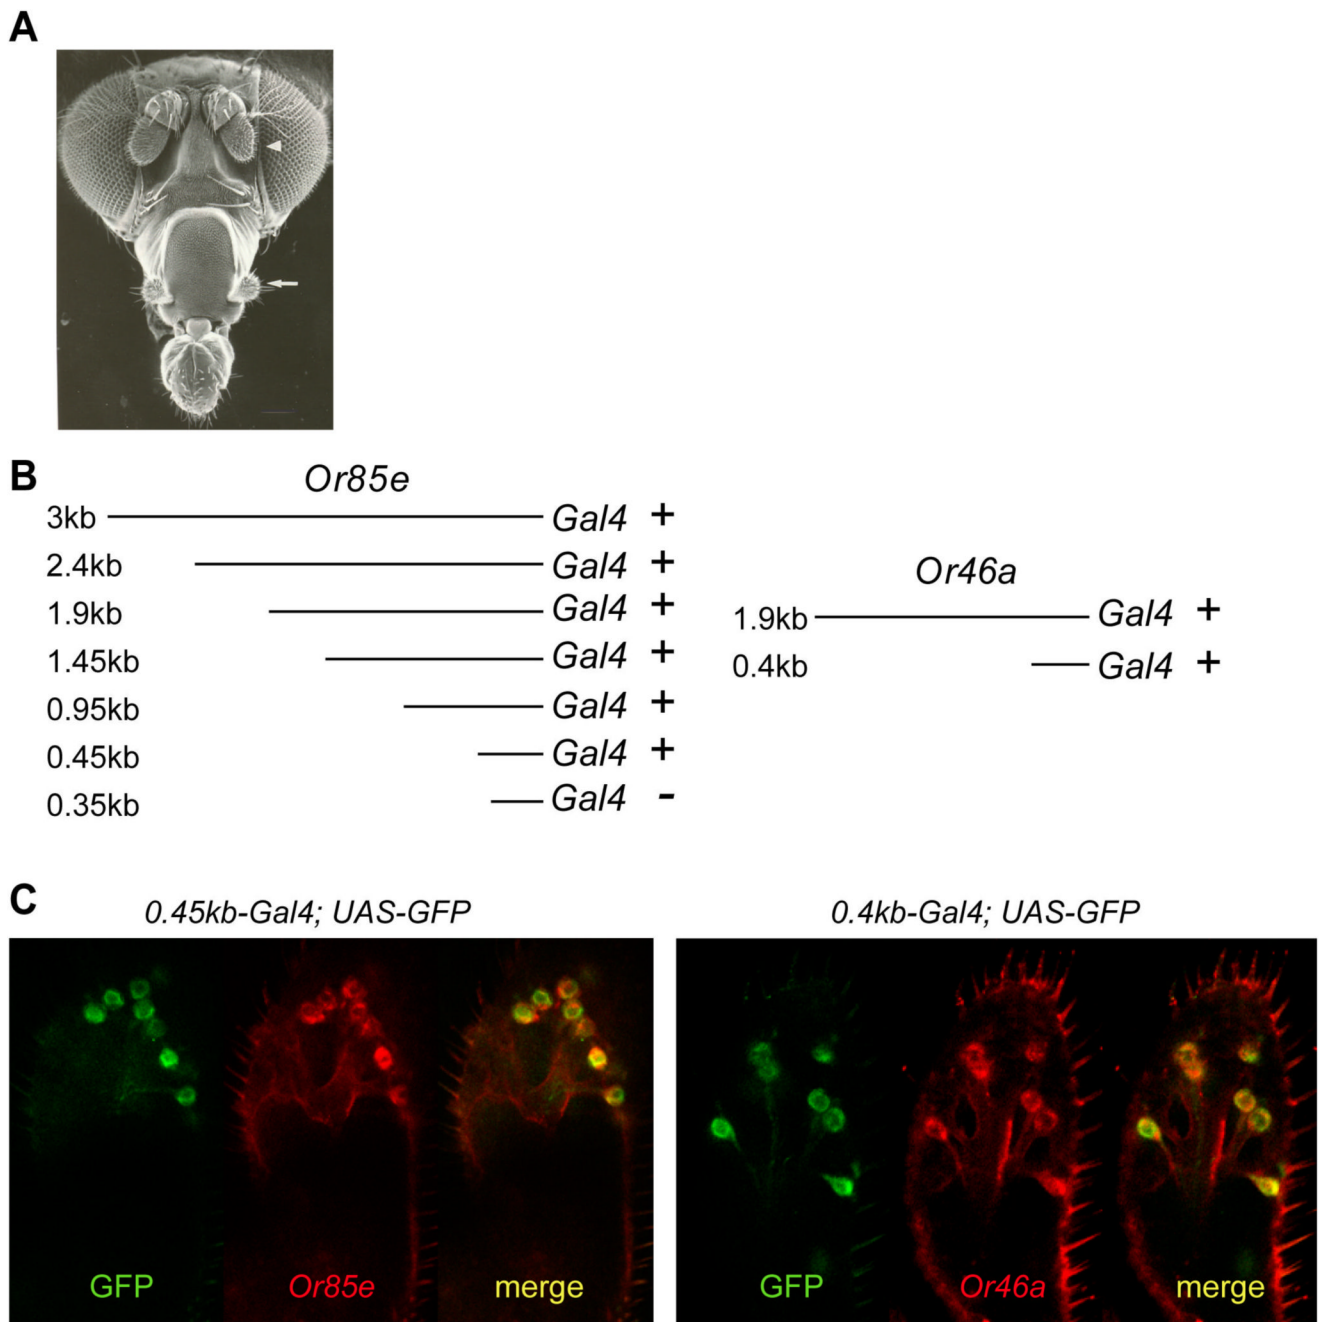 A
B
Or85e
3kb Gal4 +
2.4kb Gal4 +
1.9kb Gal4 +
1.45kb Gal4 +
0.95kb Gal4 +
0.45kb Gal4 +
0.35kb Gal4 -
Or46a
1.9kb Gal4 +
0.4kb Gal4 +
C
0.45kb-Gal4; UAS-GFP
0.4kb-Gal4; UAS-GFP
GFP Or85e merge
GFP Or46a merge